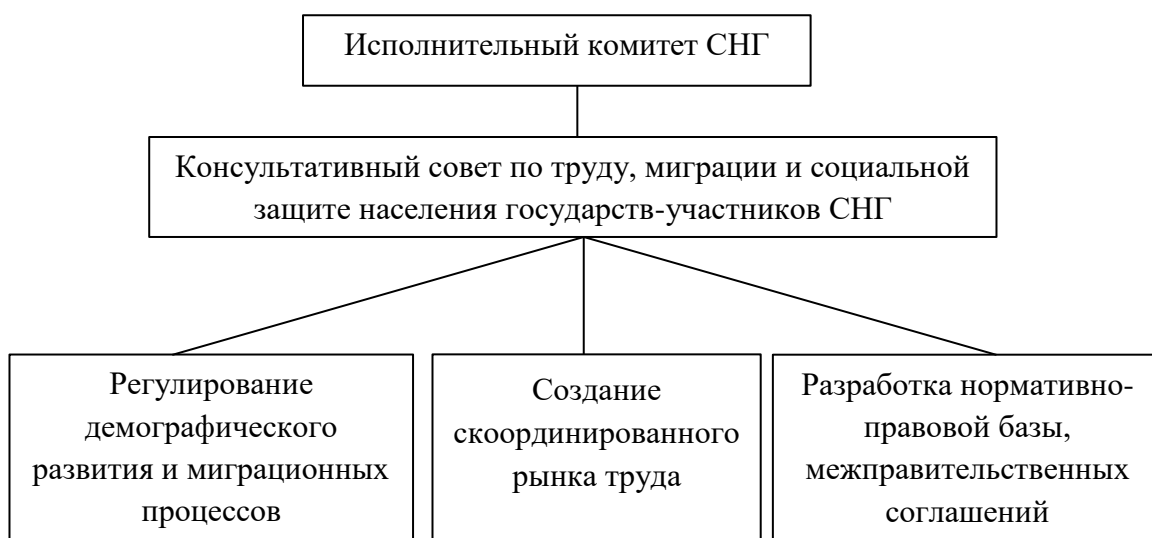 Исполнительный комитет СНГ
Консультативный совет по труду, миграции и социальной
защите населения государств-участников СНГ
Регулирование
демографического
развития и миграционных
процессов
Создание
скоординированного
рынка труда
Разработка нормативно-
правовой базы,
межправительственных
соглашений